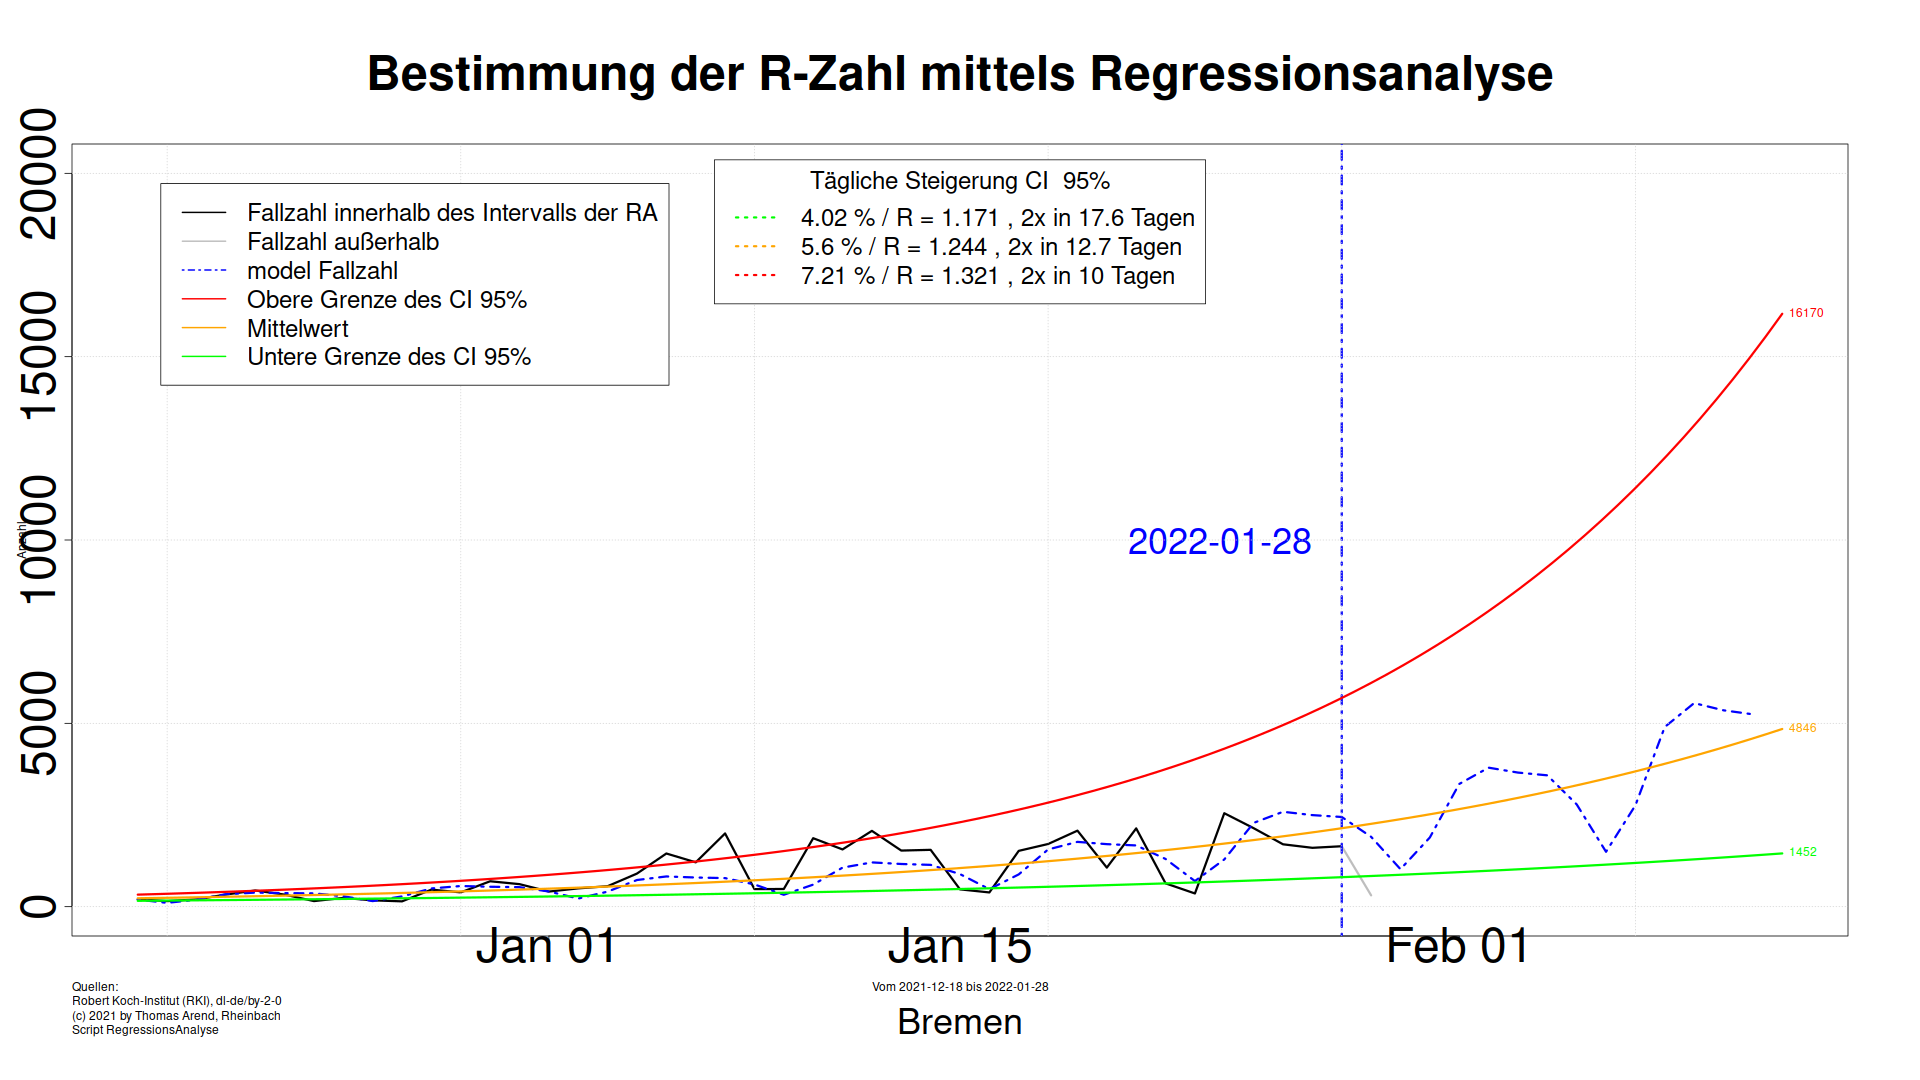 Bestimmung der R-Zahl mittels Regressionsanalyse
20000
15000
10000
5000
0
Anzahl
Fallzahl innerhalb des Intervalls der RA
Fallzahl außerhalb
model Fallzahl
Obere Grenze des CI 95%
Mittelwert
Untere Grenze des CI 95%
Tägliche Steigerung CI  95%
4.02 % / R = 1.171 , 2x in 17.6 Tagen
5.6 % / R = 1.244 , 2x in 12.7 Tagen
7.21 % / R = 1.321 , 2x in 10 Tagen
16170
2022-01-28
4846
1452
Jan 01
Jan 15
Feb 01
Quellen:
Robert Koch-Institut (RKI), dl-de/by-2-0
(c) 2021 by Thomas Arend, Rheinbach
Script RegressionsAnalyse
Vom 2021-12-18 bis 2022-01-28
Bremen